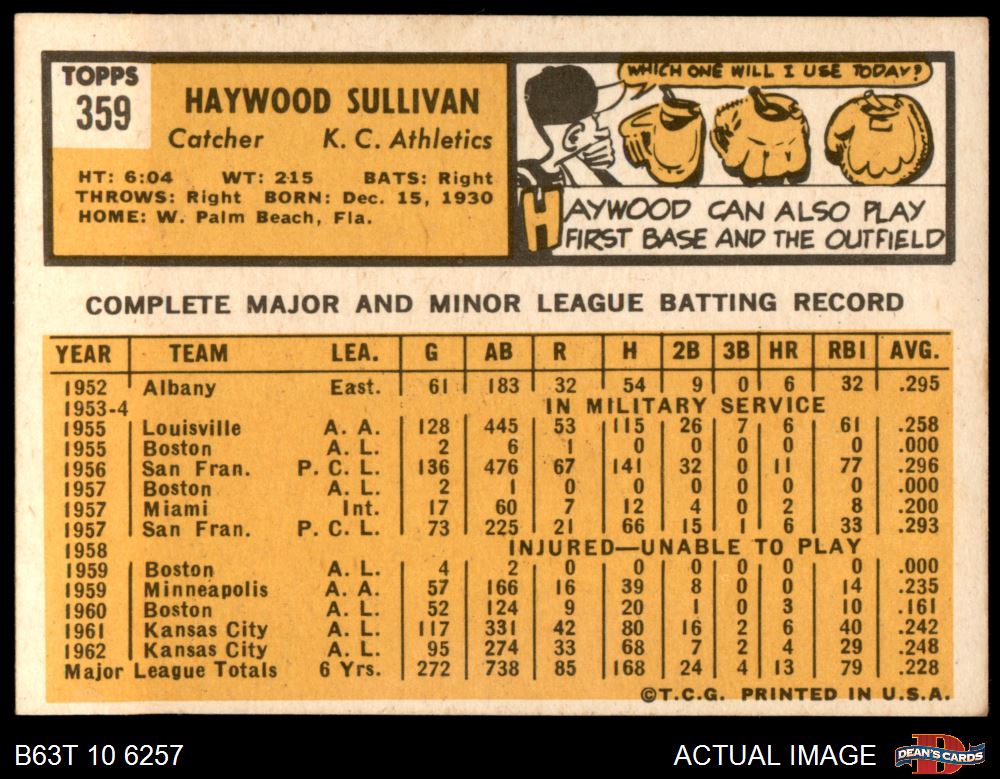 TOPPS
359
HAYWOOD SULLIVAN
Catcher K. C. Athletics
HT: 6:04 WT: 215 BATS: Right
THROWS: Right BORN: Dec. 15, 1930
HOME: W. Palm Beach, Fla.
WHICH ONE WILL I USE TODAY?
HAYWOOD CAN ALSO PLAY
FIRST BASE AND THE OUTFIELD
COMPLETE MAJOR AND MINOR LEAGUE BATTING RECORD
YEAR TEAM LEA. G AB R H 2B 3B HR RBI AVG.
1952 Albany East. 61 183 32 54 9 0 6 32 .295
1953-4 IN MILITARY SERVICE
1955 Louisville A. A. 128 445 53 115 26 7 6 61 .258
1955 Boston A. L. 2 6 1 0 0 0 0 0 .000
1956 San Fran. P. C. L. 136 476 67 141 32 0 11 77 .296
1957 Boston A. L. 2 1 0 0 0 0 0 0 .000
1957 Miami Int. 17 60 7 12 4 0 2 8 .200
1957 San Fran. P. C. L. 73 225 21 66 15 1 6 33 .293
1958 INJURED—UNABLE TO PLAY
1959 Boston A. L. 4 2 0 0 0 0 0 0 .000
1959 Minneapolis A. A. 57 166 16 39 8 0 0 14 .235
1960 Boston A. L. 52 124 9 20 1 0 3 10 .161
1961 Kansas City A. L. 117 331 42 80 16 2 6 40 .242
1962 Kansas City A. L. 95 274 33 68 7 2 4 29 .248
Major League Totals 6 Yrs. 272 738 85 168 24 4 13 79 .228
©T.C.G. PRINTED IN U.S.A.
B63T 10 6257 ACTUAL IMAGE DEAN'S CARDS